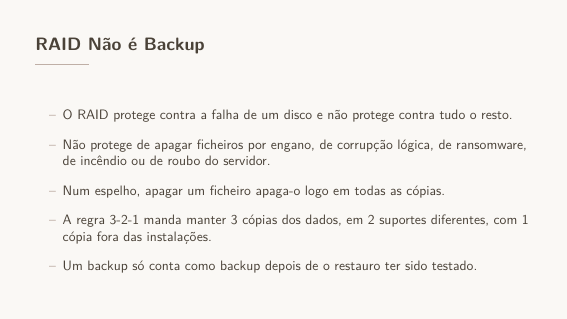 RAID Não é Backup
– O RAID protege contra a falha de um disco e não protege contra tudo o resto.
– Não protege de apagar ficheiros por engano, de corrupção lógica, de ransomware,
de incêndio ou de roubo do servidor.
– Num espelho, apagar um ficheiro apaga-o logo em todas as cópias.
– A regra 3-2-1 manda manter 3 cópias dos dados, em 2 suportes diferentes, com 1
cópia fora das instalações.
– Um backup só conta como backup depois de o restauro ter sido testado.